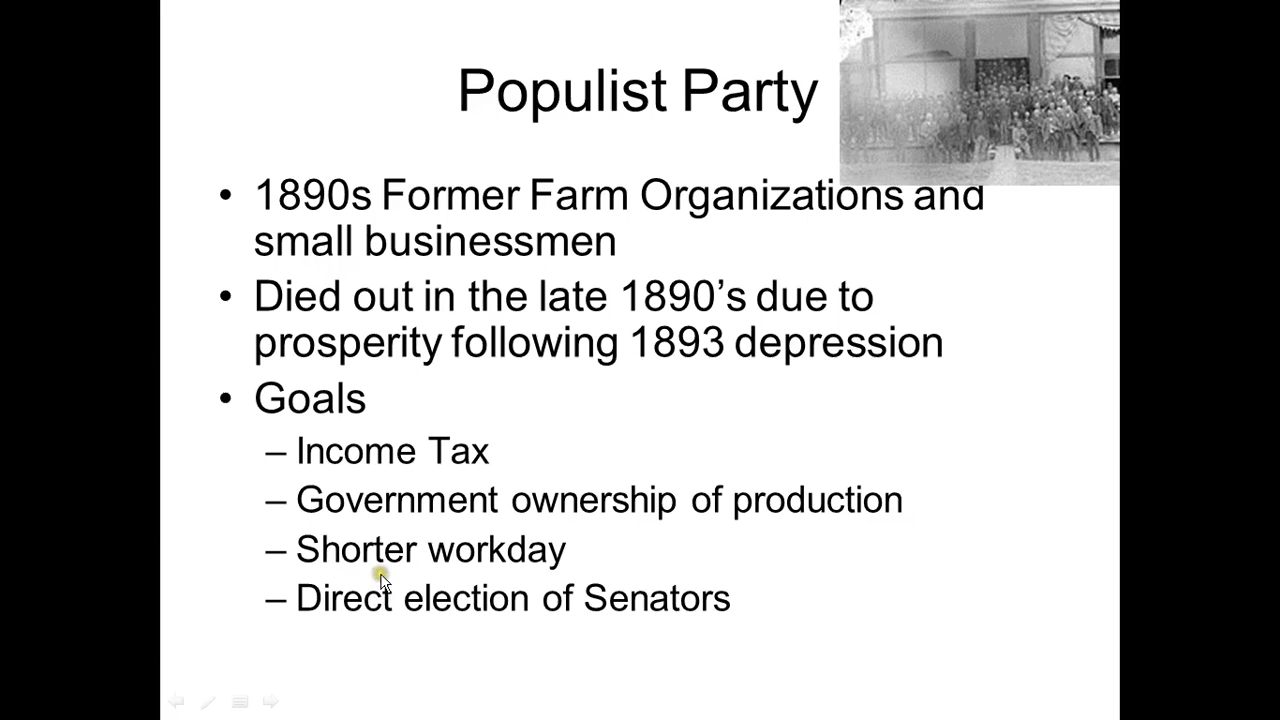 Populist Party
• 1890s Former Farm Organizations and
small businessmen
• Died out in the late 1890’s due to
prosperity following 1893 depression
• Goals
– Income Tax
– Government ownership of production
– Shorter workday
– Direct election of Senators